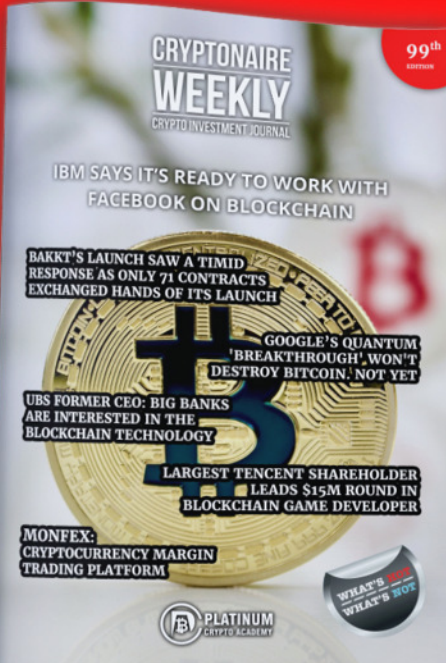 99th
EDITION
CRYPTONAIRE
WEEKLY
CRYPTO INVESTMENT JOURNAL
IBM SAYS IT'S READY TO WORK WITH
FACEBOOK ON BLOCKCHAIN
BAKKT'S LAUNCH SAW A TIMID
RESPONSE AS ONLY 71 CONTRACTS
EXCHANGED HANDS OF ITS LAUNCH
GOOGLE'S QUANTUM
'BREAKTHROUGH' WON'T
DESTROY BITCOIN. NOT YET
UBS FORMER CEO: BIG BANKS
ARE INTERESTED IN THE
BLOCKCHAIN TECHNOLOGY
LARGEST TENCENT SHAREHOLDER
LEADS $15M ROUND IN
BLOCKCHAIN GAME DEVELOPER
MONFEX:
CRYPTOCURRENCY MARGIN
TRADING PLATFORM
WHAT'S HOT
WHAT'S NOT
PLATINUM
CRYPTO ACADEMY